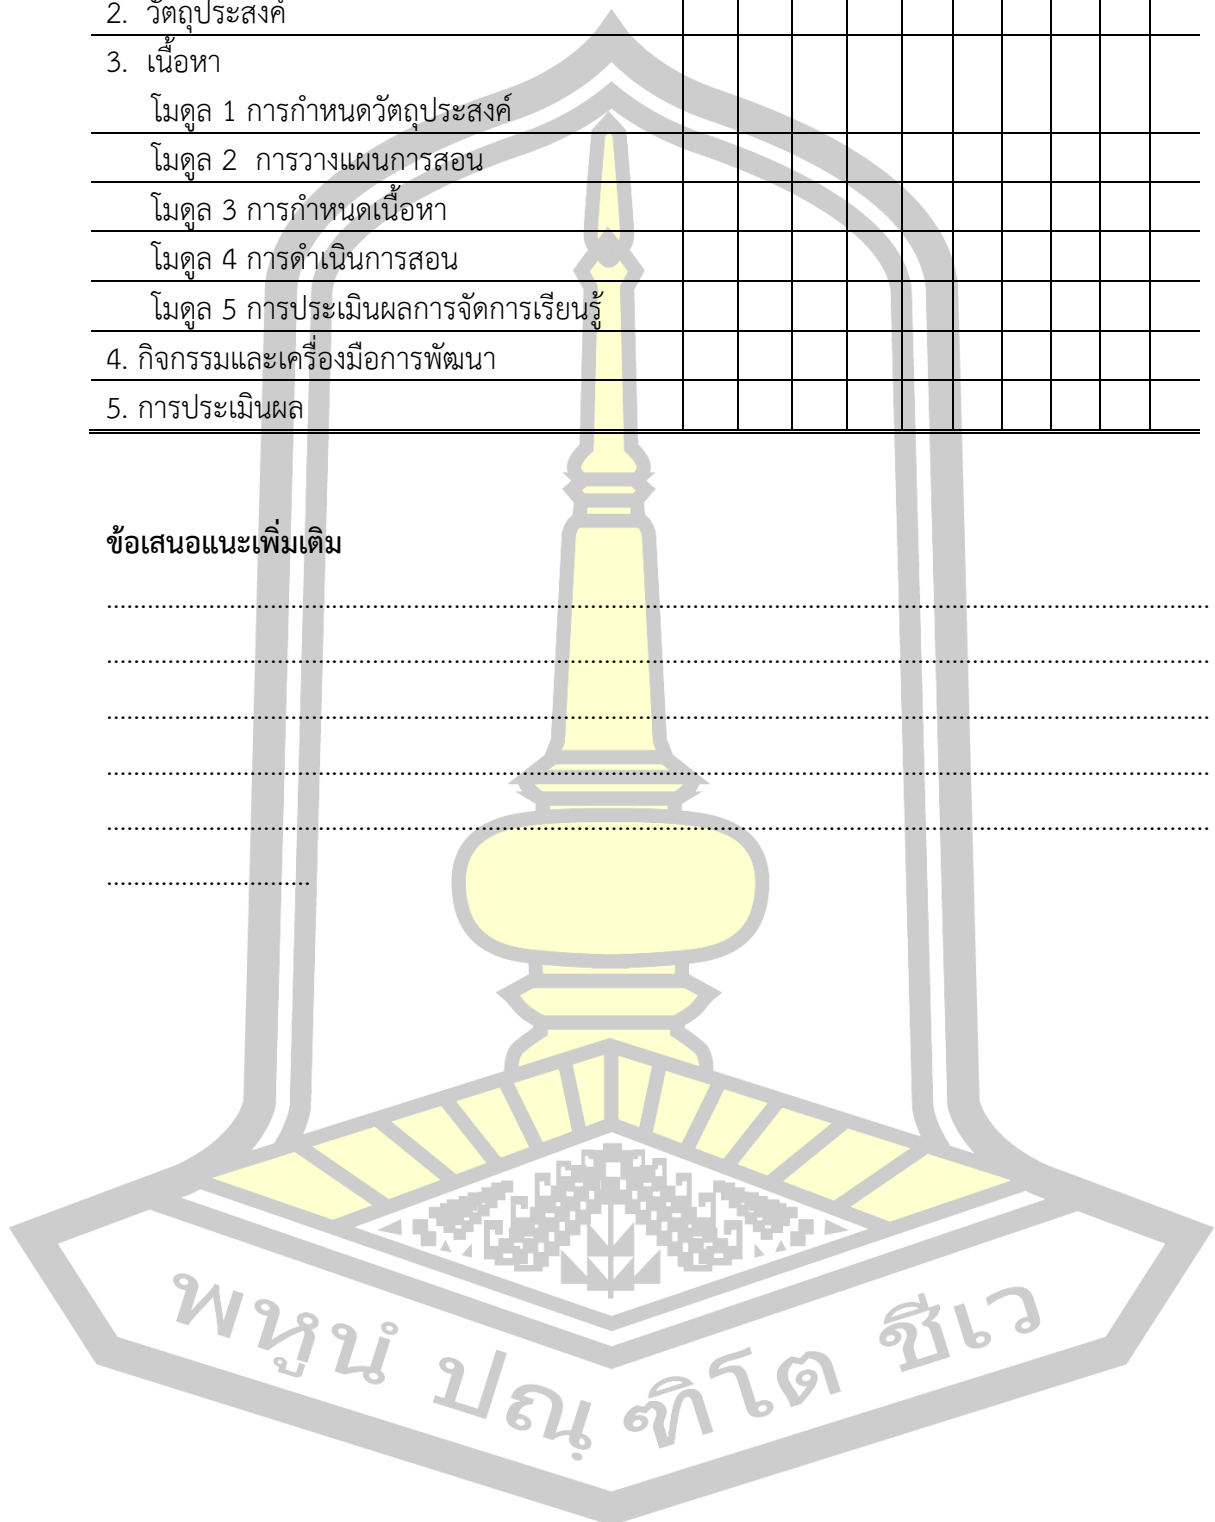 2. วัตถุประสงค์
3. เนื้อหา
โมดูล 1 การกำหนดวัตถุประสงค์
โมดูล 2 การวางแผนการสอน
โมดูล 3 การกำหนดเนื้อหา
โมดูล 4 การดำเนินการสอน
โมดูล 5 การประเมินผลการจัดการเรียนรู้
4. กิจกรรมและเครื่องมือการพัฒนา
5. การประเมินผล
ข้อเสนอแนะเพิ่มเติม
พหูนํ ปณฺฑิโต ชีเว